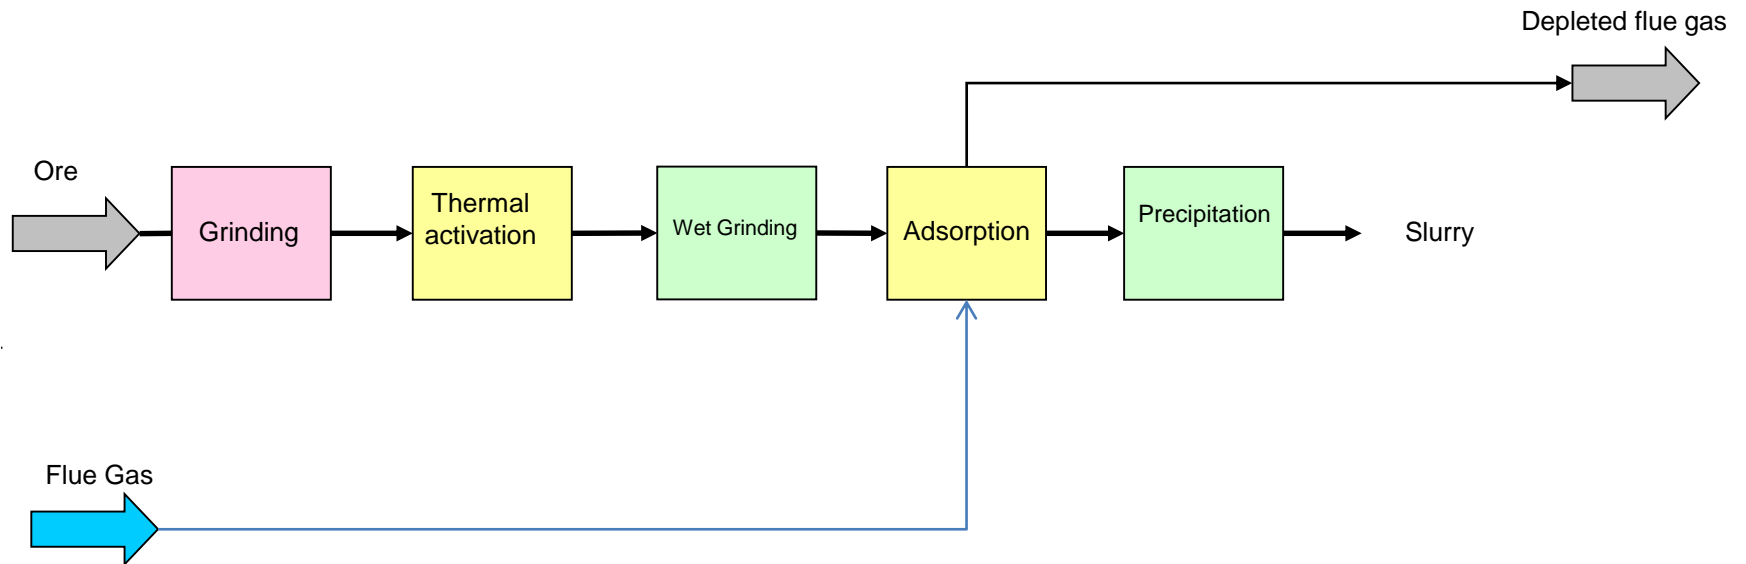 Depleted flue gas
Ore
Grinding
Thermal
activation
Wet Grinding
Adsorption
Precipitation
Slurry
Flue Gas